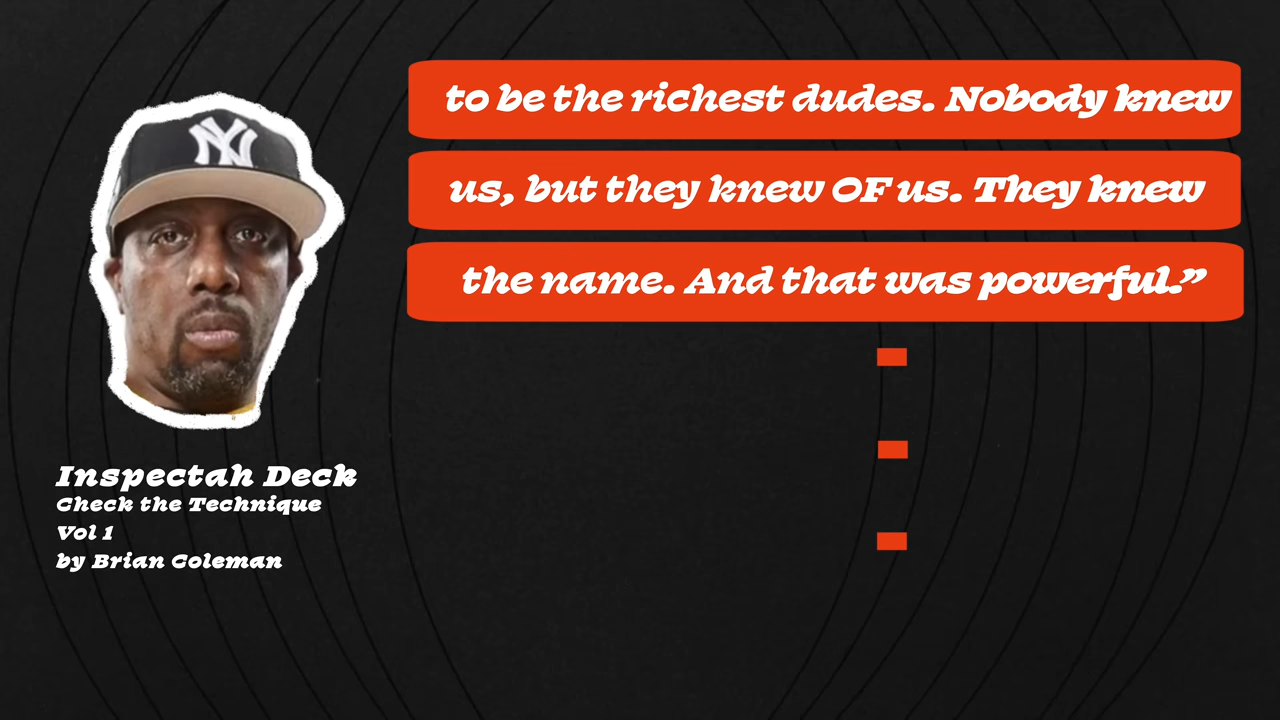 NY
to be the richest dudes. Nobody knew
us, but they knew OF us. They knew
the name. And that was powerful.”
Inspectah Deck
Check the Technique
Vol 1
by Brian Coleman